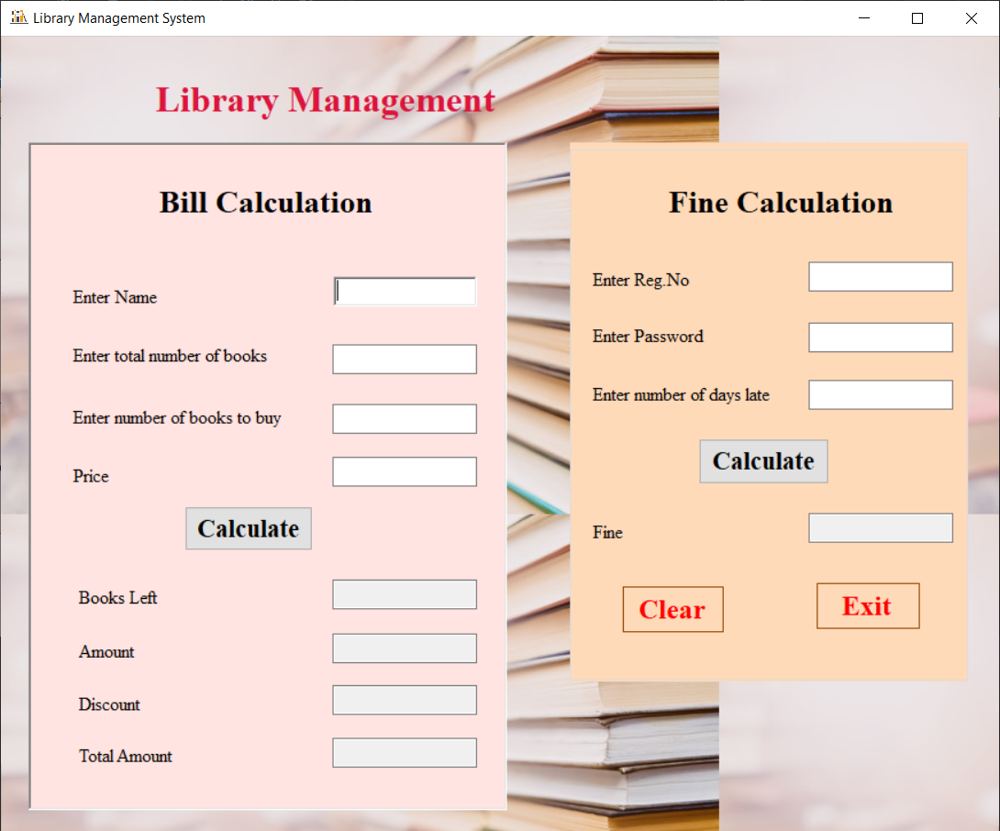 Library Management System
Library Management
Bill Calculation
Enter Name
Enter total number of books
Enter number of books to buy
Price
Calculate
Books Left
Amount
Discount
Total Amount
Fine Calculation
Enter Reg.No
Enter Password
Enter number of days late
Calculate
Fine
Clear
Exit